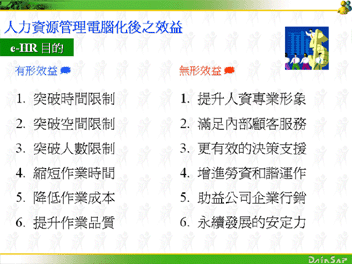 人力資源管理電腦化後之效益
e-HR 目的
有形效益
1. 突破時間限制
2. 突破空間限制
3. 突破人數限制
4. 縮短作業時間
5. 降低作業成本
6. 提升作業品質
無形效益
1. 提升人資專業形象
2. 滿足內部顧客服務
3. 更有效的決策支援
4. 增進勞資和諧運作
5. 助益公司企業行銷
6. 永續發展的安定力